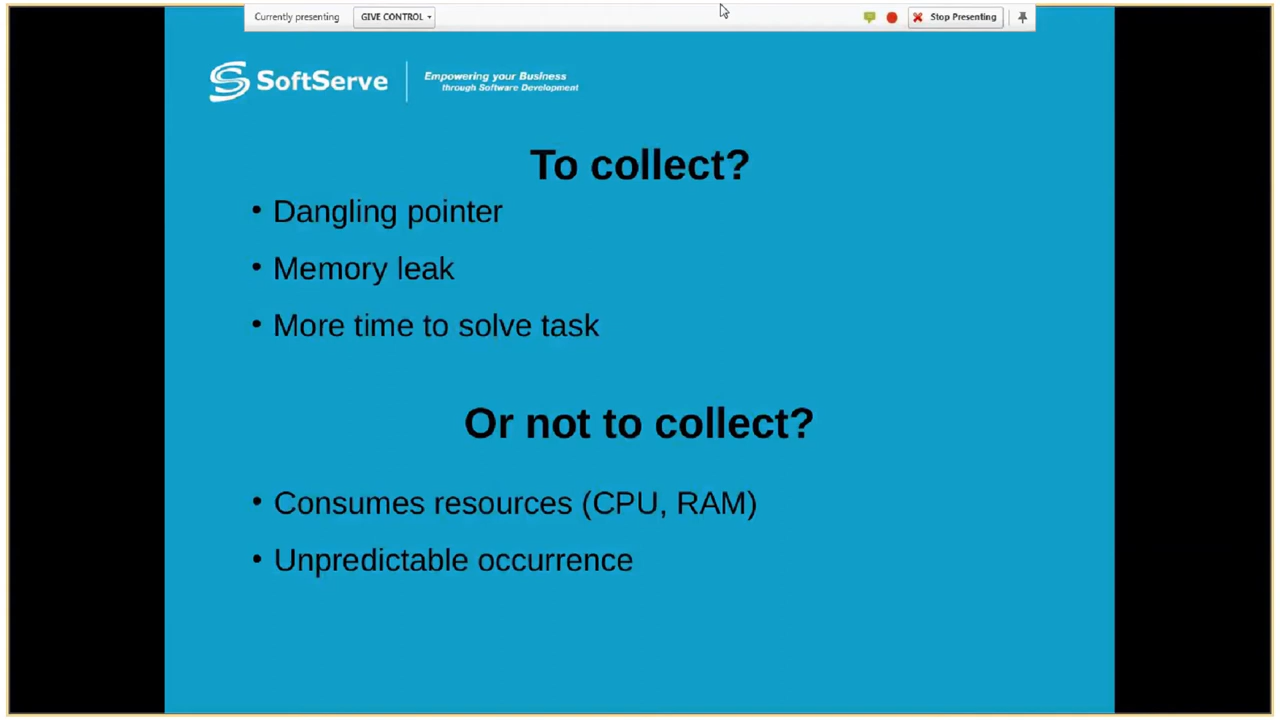 Currently presenting GIVE CONTROL Stop Presenting
SoftServe
Empowering your Business
through Software Development
To collect?
• Dangling pointer
• Memory leak
• More time to solve task
Or not to collect?
• Consumes resources (CPU, RAM)
• Unpredictable occurrence